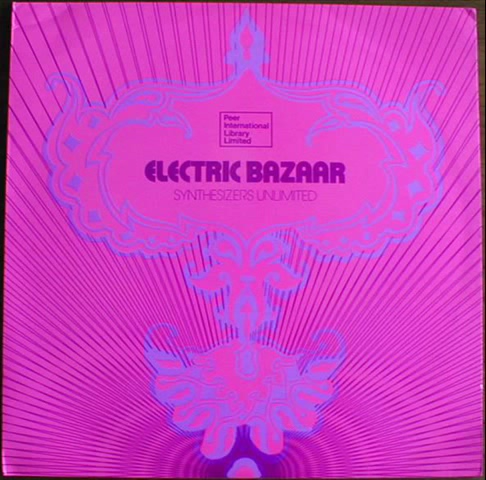 Peer
International
Library
Limited
ELECTRIC BAZAAR
SYNTHESIZERS UNLIMITED